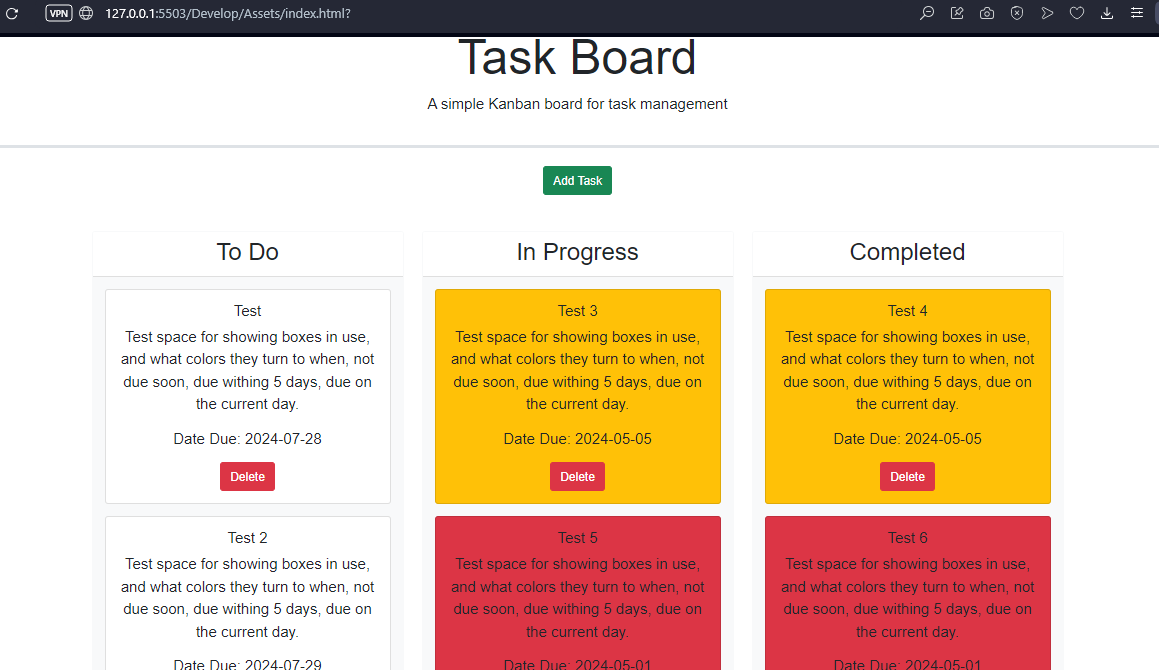 VPN
127.0.0.1:5503/Develop/Assets/index.html?
Task Board
A simple Kanban board for task management
Add Task
To Do
Test
Test space for showing boxes in use,
and what colors they turn to when, not
due soon, due withing 5 days, due on
the current day.
Date Due: 2024-07-28
Delete
Test 2
Test space for showing boxes in use,
and what colors they turn to when, not
due soon, due withing 5 days, due on
the current day.
Date Due: 2024-07-29
In Progress
Test 3
Test space for showing boxes in use,
and what colors they turn to when, not
due soon, due withing 5 days, due on
the current day.
Date Due: 2024-05-05
Delete
Test 5
Test space for showing boxes in use,
and what colors they turn to when, not
due soon, due withing 5 days, due on
the current day.
Date Due: 2024-05-01
Completed
Test 4
Test space for showing boxes in use,
and what colors they turn to when, not
due soon, due withing 5 days, due on
the current day.
Date Due: 2024-05-05
Delete
Test 6
Test space for showing boxes in use,
and what colors they turn to when, not
due soon, due withing 5 days, due on
the current day.
Date Due: 2024-05-01